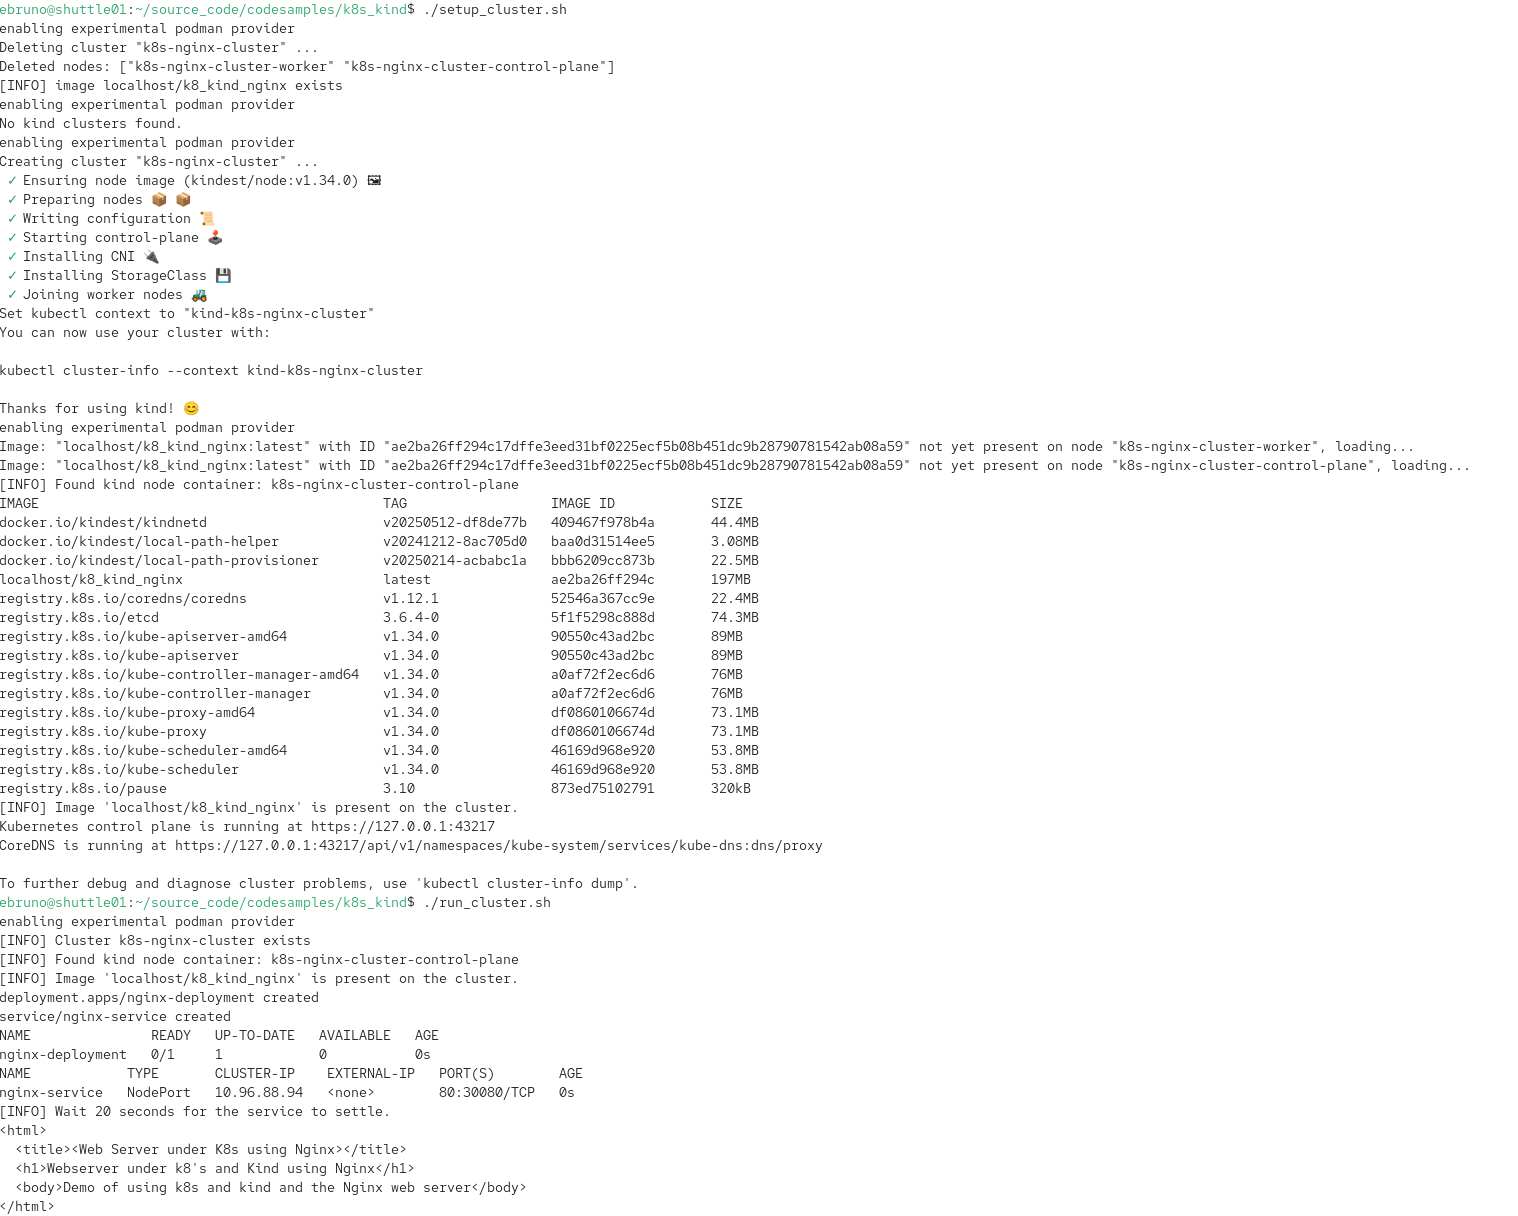 ebruno@shuttle01:~/source_code/codesamples/k8s_kind$ ./setup_cluster.sh
enabling experimental podman provider
Deleting cluster "k8s-nginx-cluster" ...
Deleted nodes: ["k8s-nginx-cluster-worker" "k8s-nginx-cluster-control-plane"]
[INFO] image localhost/k8_kind_nginx exists
enabling experimental podman provider
No kind clusters found.
enabling experimental podman provider
Creating cluster "k8s-nginx-cluster" ...
✓ Ensuring node image (kindest/node:v1.34.0) 🖼
✓ Preparing nodes 📦 📦
✓ Writing configuration 📜
✓ Starting control-plane 🕹️
✓ Installing CNI 🔌
✓ Installing StorageClass 💾
✓ Joining worker nodes 🚜
Set kubectl context to "kind-k8s-nginx-cluster"
You can now use your cluster with:
kubectl cluster-info --context kind-k8s-nginx-cluster
Thanks for using kind! 😊
enabling experimental podman provider
Image: "localhost/k8_kind_nginx:latest" with ID "ae2ba26ff294c17dffe3eed31bf0225ecf5b08b451dc9b28790781542ab08a59" not yet present on node "k8s-nginx-cluster-worker", loading...
Image: "localhost/k8_kind_nginx:latest" with ID "ae2ba26ff294c17dffe3eed31bf0225ecf5b08b451dc9b28790781542ab08a59" not yet present on node "k8s-nginx-cluster-control-plane", loading...
[INFO] Found kind node container: k8s-nginx-cluster-control-plane
IMAGE TAG IMAGE ID SIZE
docker.io/kindest/kindnetd v20250512-df8de77b 409467f978b4a 44.4MB
docker.io/kindest/local-path-helper v20241212-8ac705d0 baa0d31514ee5 3.08MB
docker.io/kindest/local-path-provisioner v20250214-acbabc1a bbb6209cc873b 22.5MB
localhost/k8_kind_nginx latest ae2ba26ff294c 197MB
registry.k8s.io/coredns/coredns v1.12.1 52546a367cc9e 22.4MB
registry.k8s.io/etcd 3.6.4-0 5f1f5298c888d 74.3MB
registry.k8s.io/kube-apiserver-amd64 v1.34.0 90550c43ad2bc 89MB
registry.k8s.io/kube-apiserver v1.34.0 90550c43ad2bc 89MB
registry.k8s.io/kube-controller-manager-amd64 v1.34.0 a0af72f2ec6d6 76MB
registry.k8s.io/kube-controller-manager v1.34.0 a0af72f2ec6d6 76MB
registry.k8s.io/kube-proxy-amd64 v1.34.0 df0860106674d 73.1MB
registry.k8s.io/kube-proxy v1.34.0 df0860106674d 73.1MB
registry.k8s.io/kube-scheduler-amd64 v1.34.0 46169d968e920 53.8MB
registry.k8s.io/kube-scheduler v1.34.0 46169d968e920 53.8MB
registry.k8s.io/pause 3.10 873ed75102791 320kB
[INFO] Image 'localhost/k8_kind_nginx' is present on the cluster.
Kubernetes control plane is running at https://127.0.0.1:43217
CoreDNS is running at https://127.0.0.1:43217/api/v1/namespaces/kube-system/services/kube-dns:dns/proxy
To further debug and diagnose cluster problems, use 'kubectl cluster-info dump'.
ebruno@shuttle01:~/source_code/codesamples/k8s_kind$ ./run_cluster.sh
enabling experimental podman provider
[INFO] Cluster k8s-nginx-cluster exists
[INFO] Found kind node container: k8s-nginx-cluster-control-plane
[INFO] Image 'localhost/k8_kind_nginx' is present on the cluster.
deployment.apps/nginx-deployment created
service/nginx-service created
NAME READY UP-TO-DATE AVAILABLE AGE
nginx-deployment 0/1 1 0 0s
NAME TYPE CLUSTER-IP EXTERNAL-IP PORT(S) AGE
nginx-service NodePort 10.96.88.94 <none> 80:30080/TCP 0s
[INFO] Wait 20 seconds for the service to settle.
<html>
<title><Web Server under K8s using Nginx></title>
<h1>Webserver under k8's and Kind using Nginx</h1>
<body>Demo of using k8s and kind and the Nginx web server</body>
</html>